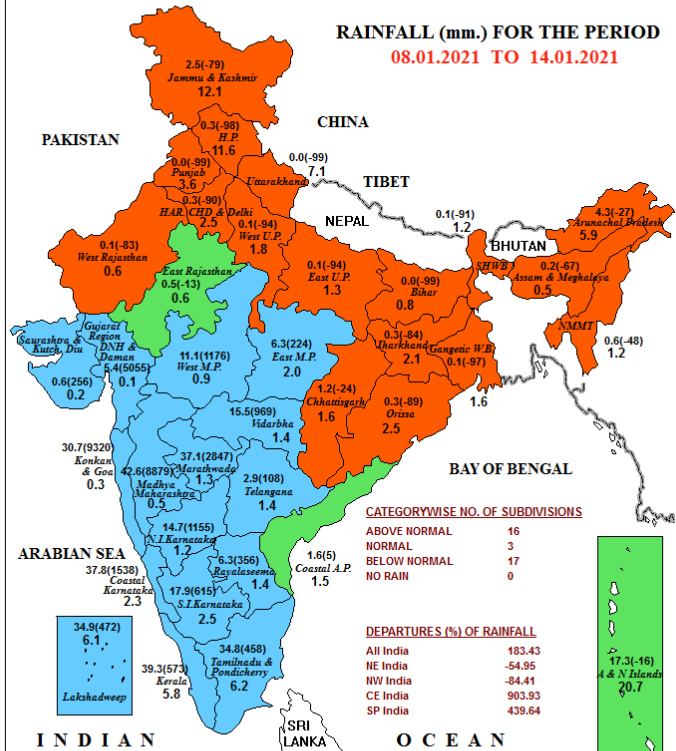 RAINFALL (mm.) FOR THE PERIOD
08.01.2021 TO 14.01.2021
2.5(-79)
Jammu & Kashmir
12.1
CHINA
0.3(-98)
H.P.
11.6
PAKISTAN
0.0(-99)
Punjab
3.6
0.0(-99)
7.1
Uttarakhand
TIBET
0.3(-90)
HAR. CHD & Delhi
2.5
0.1(-94)
West U.P.
1.8
NEPAL
0.1(-91)
1.2
4.3(-27)
Arunachal Pradesh
5.9
BHUTAN
0.1(-83)
West Rajasthan
0.6
East Rajasthan
0.5(-13)
0.6
0.1(-94)
East U.P.
1.3
0.0(-99)
Bihar
0.8
SHWB
0.2(-67)
Assam & Meghalaya
0.5
NMMT
0.6(-48)
1.2
Saurashtra &
Kutch, Diu
0.6(256)
0.2
Gujarat
Region
DNH &
Daman
5.4(5055)
0.1
11.1(1176)
West M.P.
0.9
6.3(224)
East M.P.
2.0
0.3(-84)
Jharkhand
2.1
Gangetic W.B.
0.1(-97)
1.6
1.2(-24)
Chhattisgarh
1.6
0.3(-89)
Orissa
2.5
15.5(969)
Vidarbha
1.4
30.7(9320)
Konkan
& Goa
0.3
42.6(8879)
Madhya
Maharashtra
0.5
37.1(2847)
Marathwada
1.3
2.9(108)
Telangana
1.4
BAY OF BENGAL
14.7(1155)
N.I.Karnataka
1.2
ARABIAN SEA
37.8(1538)
Coastal
Karnataka
2.3
6.3(356)
Rayalaseema
1.4
1.6(5)
Coastal A.P.
1.5
17.9(615)
S.I.Karnataka
2.5
34.9(472)
6.1
Lakshadweep
39.3(573)
Kerala
5.8
34.8(458)
Tamilnadu &
Pondicherry
6.2
CATEGORYWISE NO. OF SUBDIVISIONS
ABOVE NORMAL 16
NORMAL 3
BELOW NORMAL 17
NO RAIN 0
DEPARTURES (%) OF RAINFALL
All India 183.43
NE India -54.95
NW India -84.41
CE India 903.93
SP India 439.64
17.3(-16)
A & N Islands
20.7
SRI
LANKA
INDIAN OCEAN